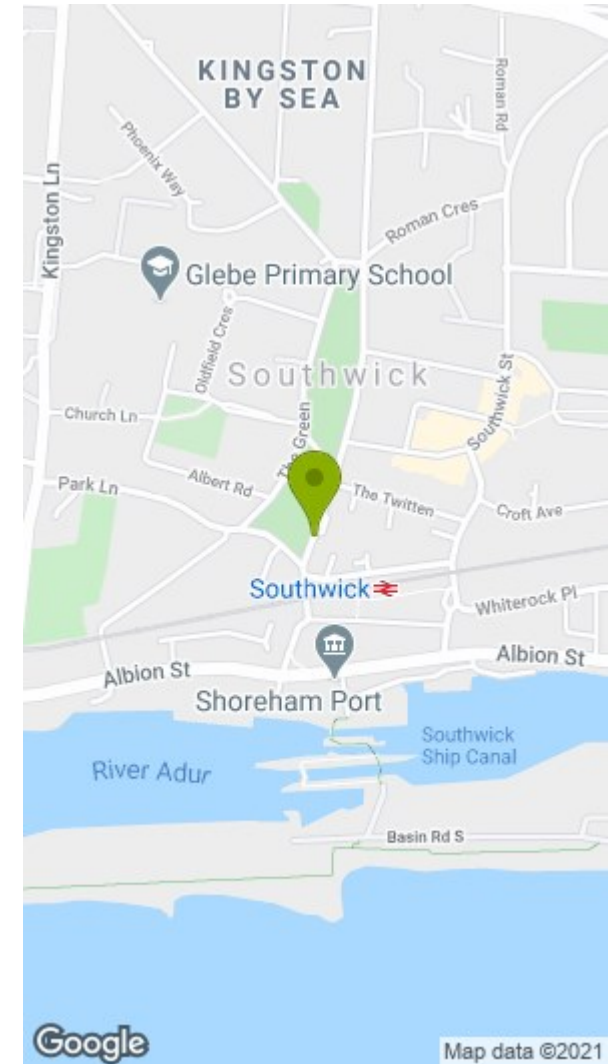 KINGSTON
BY SEA
Roman Rd
Phoenix Way
Kingston Ln
Roman Cres
Glebe Primary School
Oldfield Cres
Southwick
Southwick St
Church Ln
The Green
Albert Rd
Park Ln
The Twitten
Croft Ave
Southwick
Whiterock Pl
Albion St
Albion St
Shoreham Port
Southwick
Ship Canal
River Adur
Basin Rd S
Google
Map data ©2021